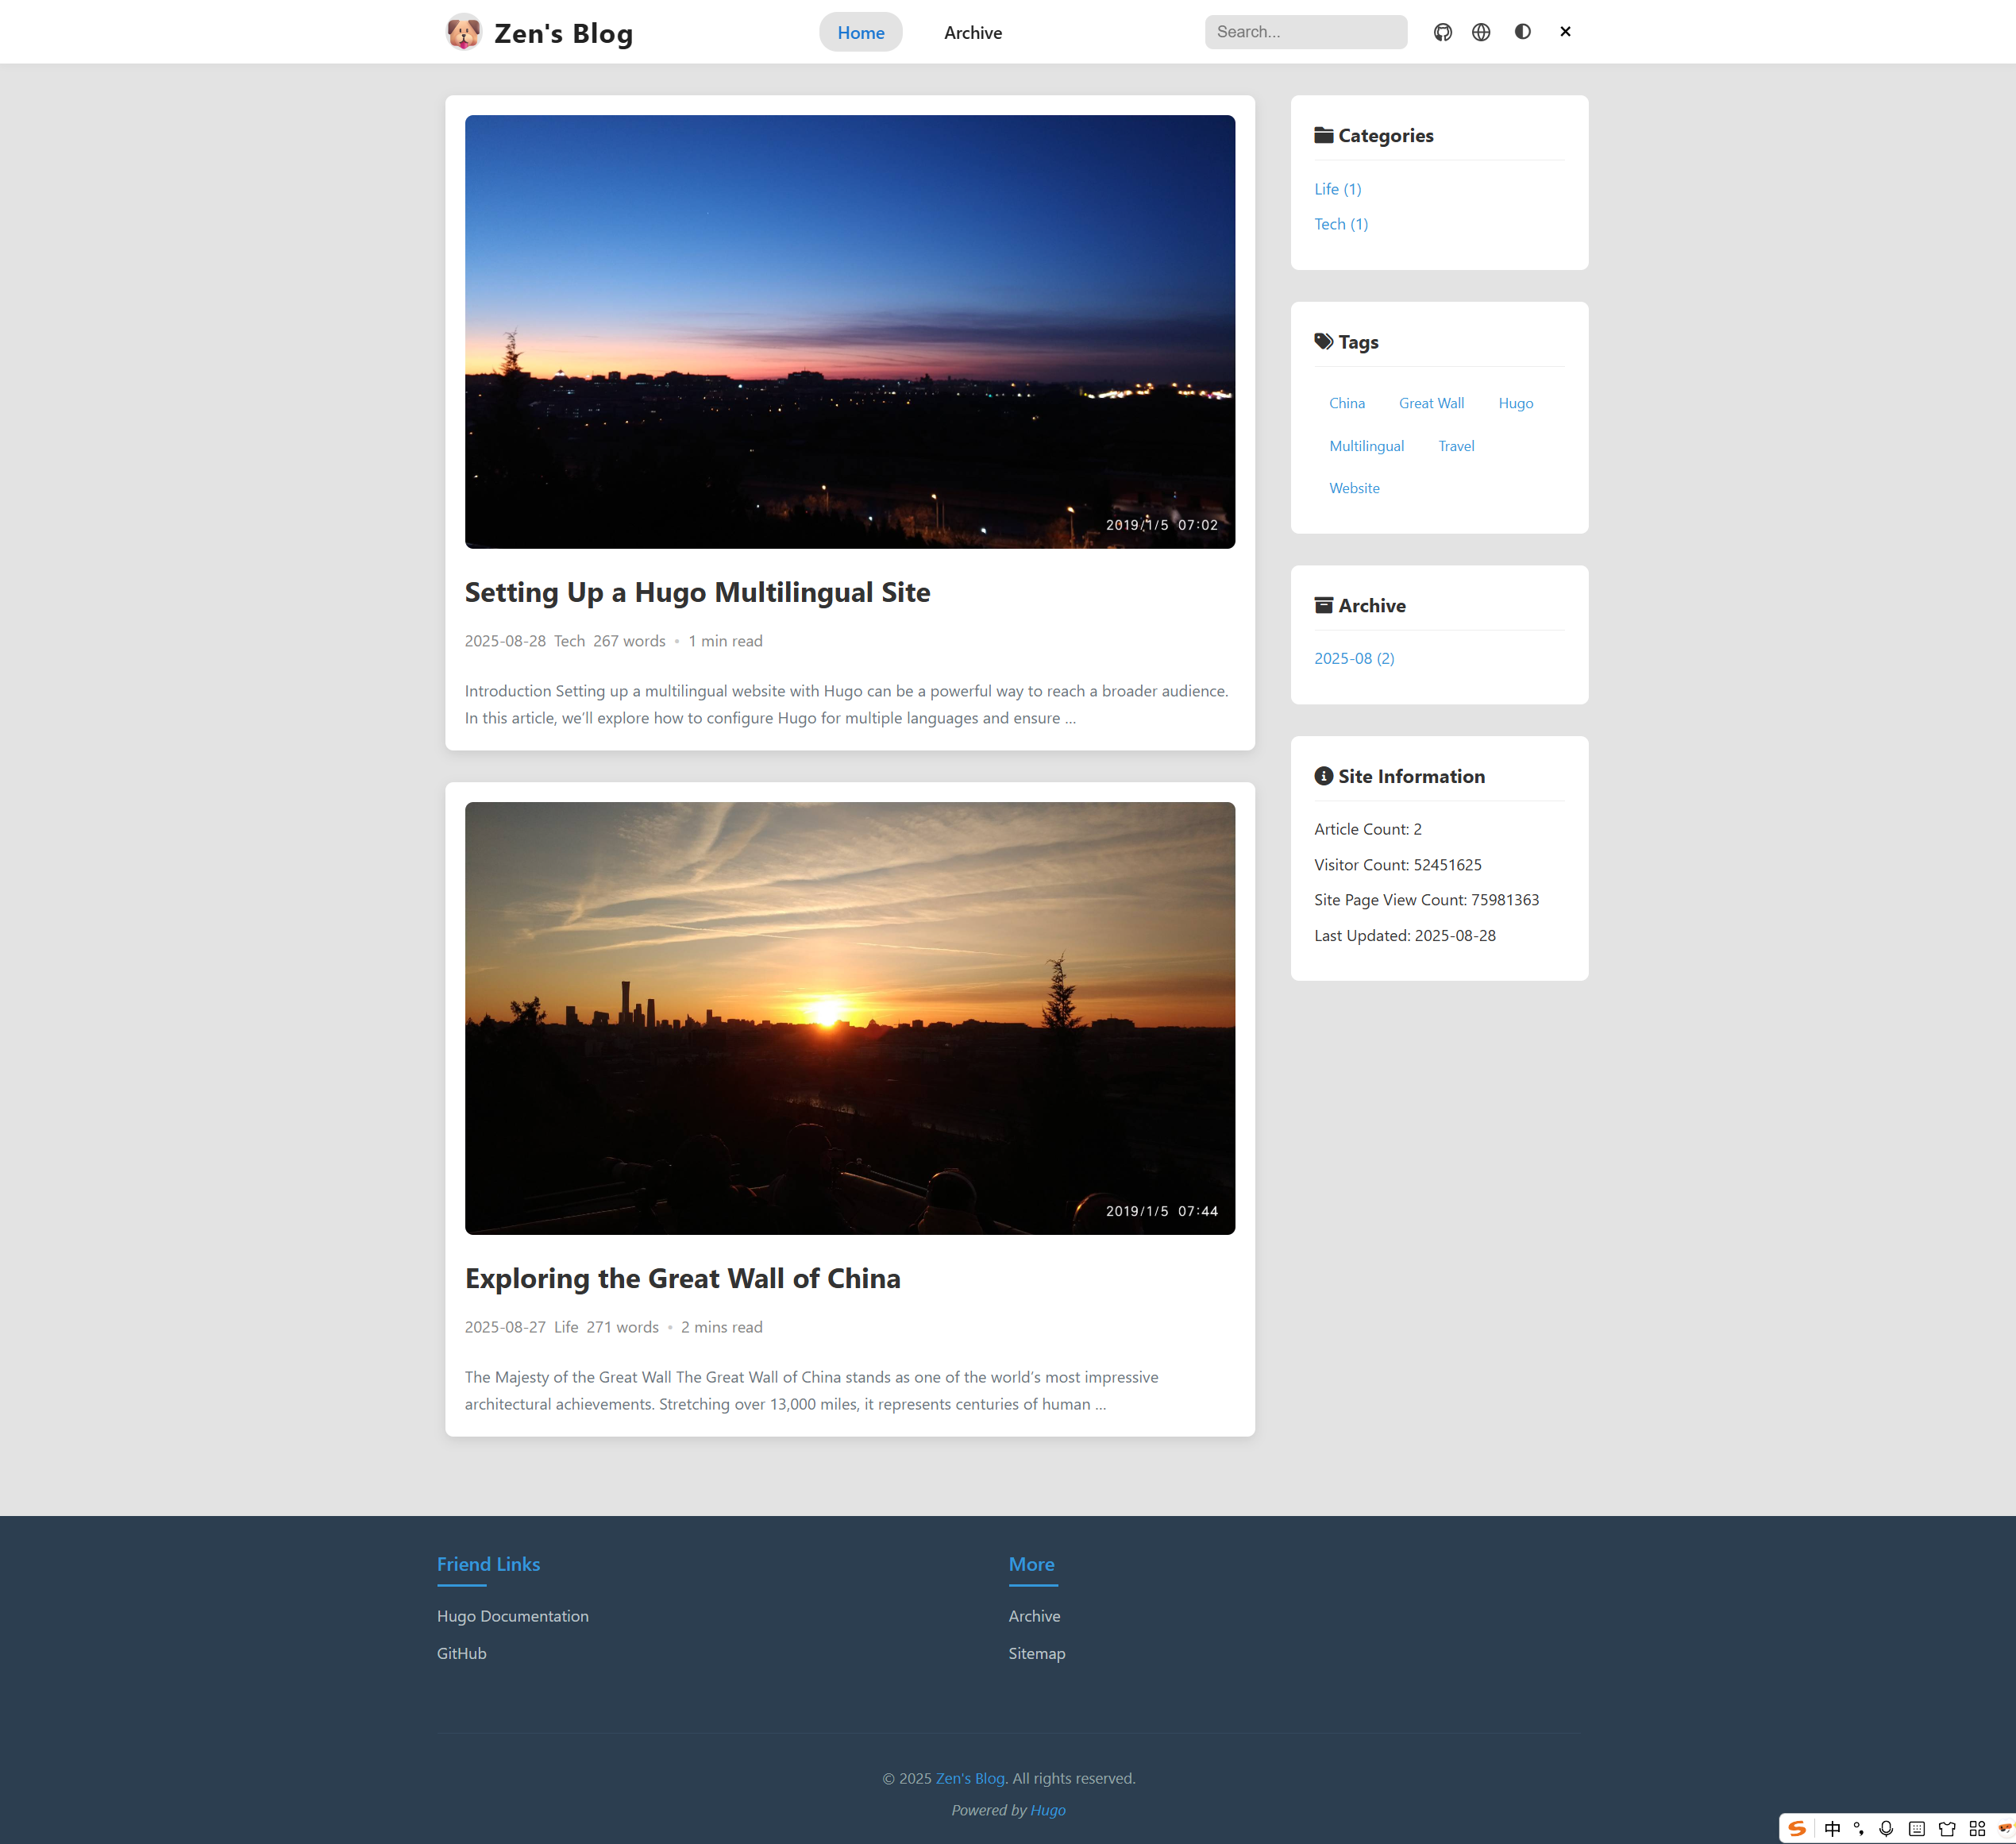 Zen's Blog
Home
Archive
Search...
2019/1/5 07:02
Setting Up a Hugo Multilingual Site
2025-08-28 Tech 267 words • 1 min read
Introduction Setting up a multilingual website with Hugo can be a powerful way to reach a broader audience.
In this article, we’ll explore how to configure Hugo for multiple languages and ensure ...
2019/1/5 07:44
Exploring the Great Wall of China
2025-08-27 Life 271 words • 2 mins read
The Majesty of the Great Wall The Great Wall of China stands as one of the world’s most impressive
architectural achievements. Stretching over 13,000 miles, it represents centuries of human ...
Categories
Life (1)
Tech (1)
Tags
China Great Wall Hugo
Multilingual Travel
Website
Archive
2025-08 (2)
Site Information
Article Count: 2
Visitor Count: 52451625
Site Page View Count: 75981363
Last Updated: 2025-08-28
Friend Links
Hugo Documentation
GitHub
More
Archive
Sitemap
© 2025 Zen's Blog. All rights reserved.
Powered by Hugo
中